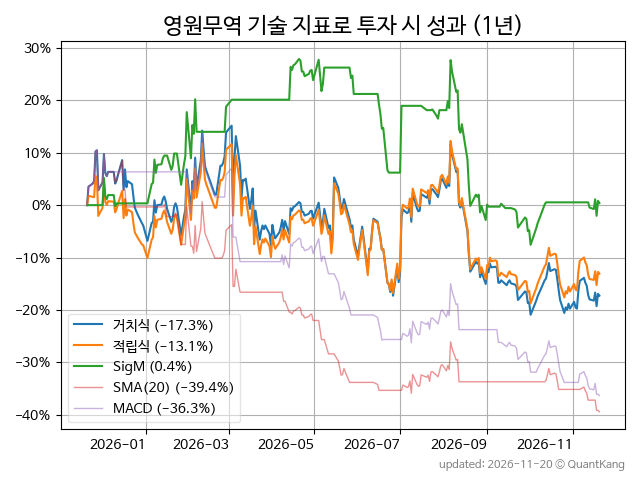 영원무역 기술 지표로 투자 시 성과 (1년)
30%
20%
10%
0%
−10%
−20%
−30%
−40%
거치식 (−17.3%)
적립식 (−13.1%)
SigM (0.4%)
SMA(20) (−39.4%)
MACD (−36.3%)
2026-01
2026-03
2026-05
2026-07
2026-09
2026-11
updated: 2026-11-20 © QuantKang